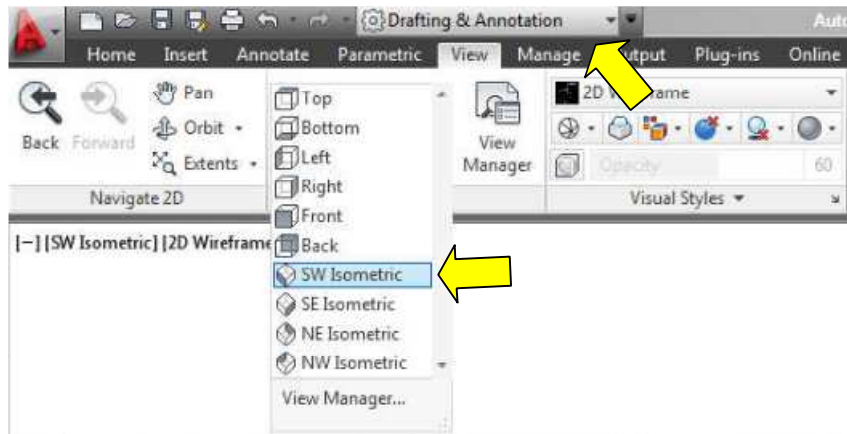 Drafting & Annotation
Auto
Home Insert Annotate Parametric View Manage Output Plug-ins Online
Back Forward
Pan
Orbit
Extents
Navigate 2D
Top
Bottom
Left
Right
Front
Back
SW Isometric
SE Isometric
NE Isometric
NW Isometric
View Manager...
View Manager
2D Wireframe
Opacity 60
Visual Styles
[−] [SW Isometric] [2D Wireframe